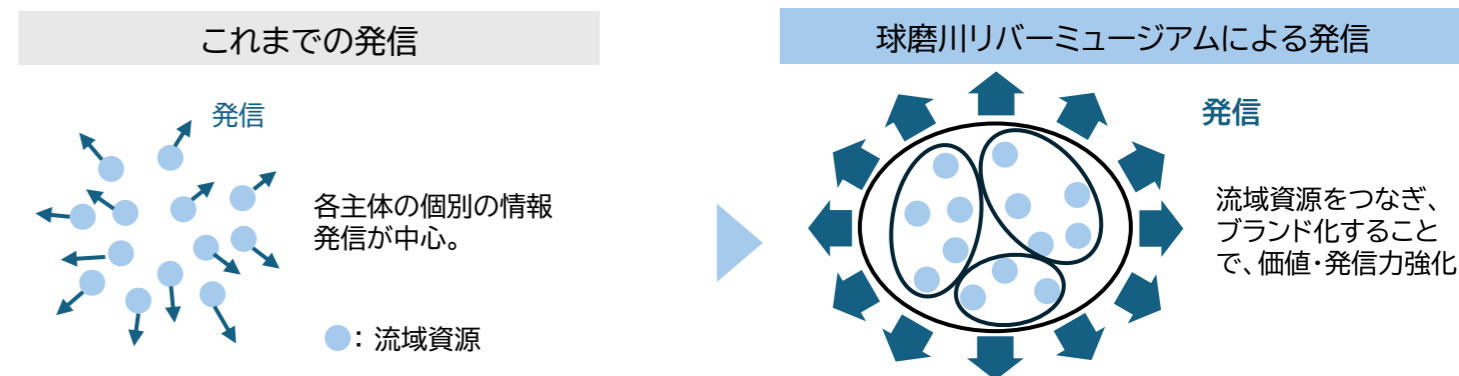 これまでの発信
発信
各主体の個別の情報
発信が中心。
：流域資源
球磨川リバーミュージアムによる発信
発信
流域資源をつなぎ、
ブランド化すること
で、価値・発信力強化